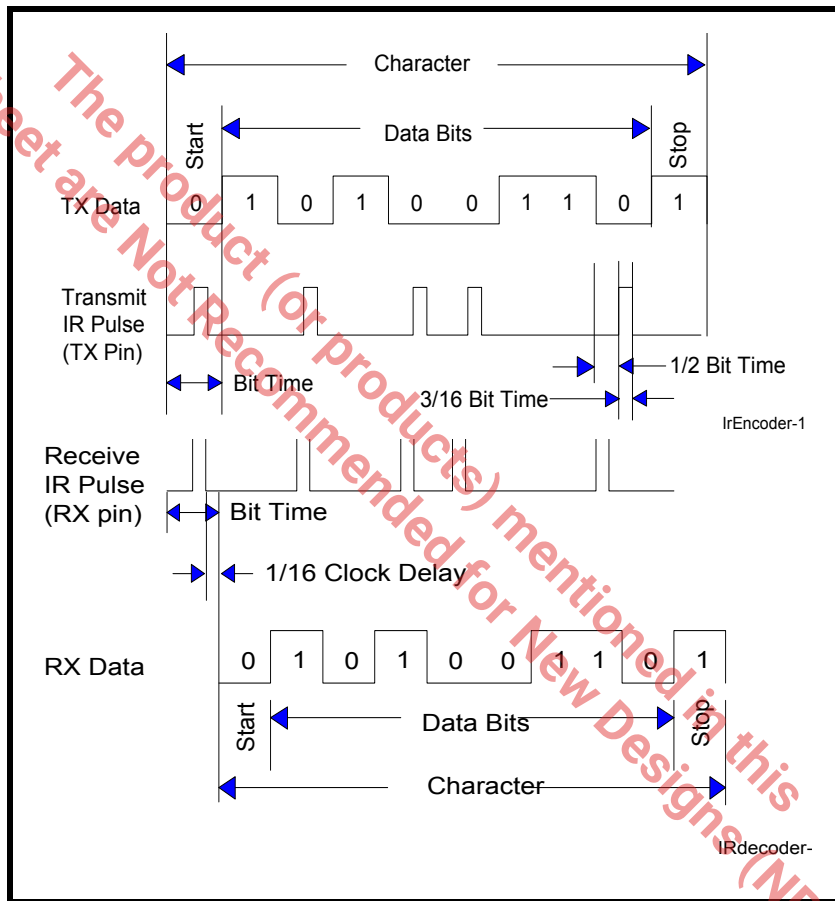 Character
Start
Data Bits
Stop
TX Data
0 1 0 1 0 0 1 1 0 1
Transmit
IR Pulse
(TX Pin)
Bit Time
1/2 Bit Time
3/16 Bit Time
IrEncoder-1
Receive
IR Pulse
(RX pin)
Bit Time
1/16 Clock Delay
RX Data
0 1 0 1 0 0 1 1 0 1
Start
Data Bits
Stop
Character
IRdecoder-
The product (or products) mentioned in this
are Not Recommended for New Designs